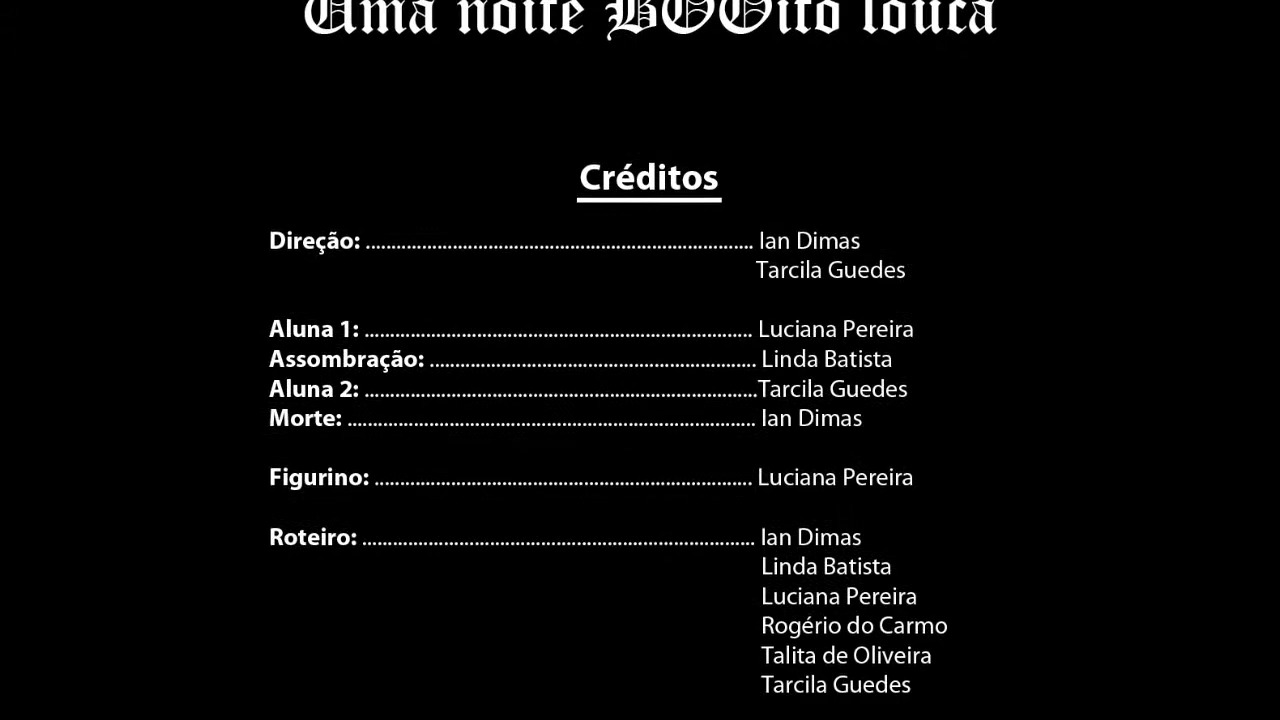 Uma noite BOOito louca
Créditos
Direção: ........................................................................... Ian Dimas
Tarcila Guedes
Aluna 1: ........................................................................... Luciana Pereira
Assombração: ............................................................... Linda Batista
Aluna 2: ............................................................................Tarcila Guedes
Morte: ............................................................................... Ian Dimas
Figurino: ......................................................................... Luciana Pereira
Roteiro: ............................................................................ Ian Dimas
Linda Batista
Luciana Pereira
Rogério do Carmo
Talita de Oliveira
Tarcila Guedes